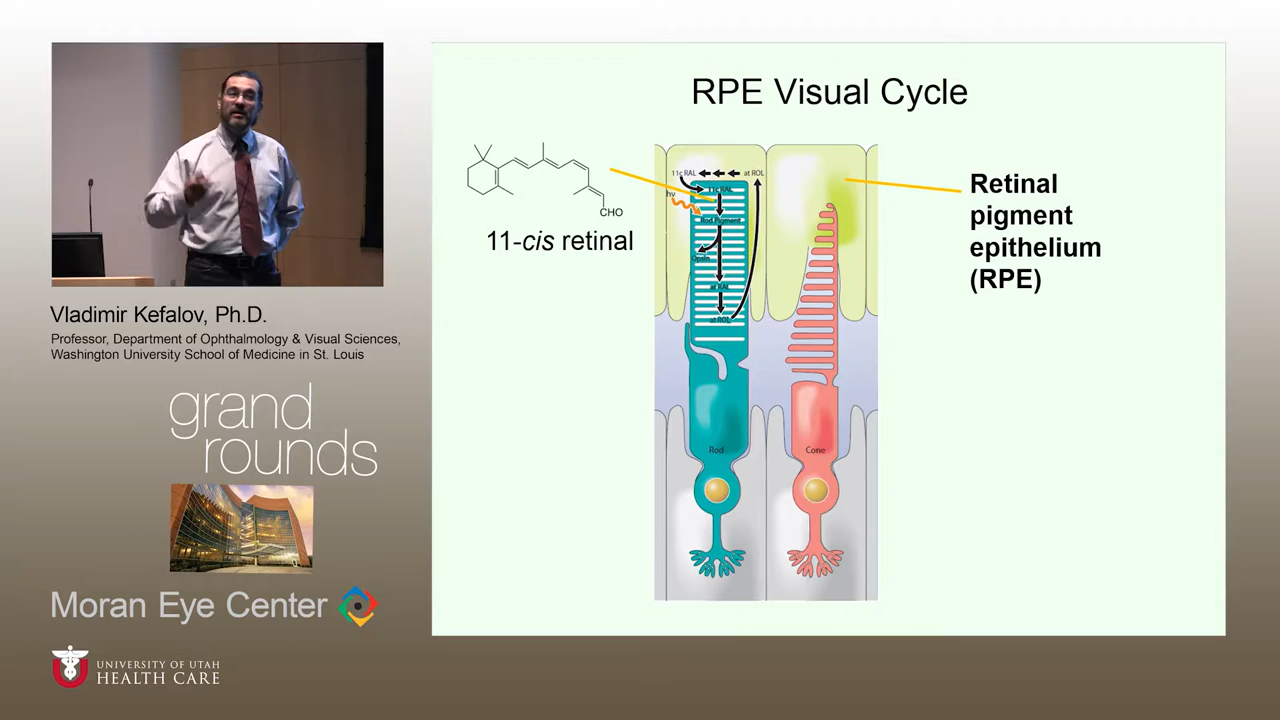 RPE Visual Cycle
CHO
11-cis retinal
11c RAL
at ROL
11c RAL
hν
Rod Pigment
Opsin
at RAL
at ROL
Rod
Cone
Retinal
pigment
epithelium
(RPE)
Vladimir Kefalov, Ph.D.
Professor, Department of Ophthalmology & Visual Sciences,
Washington University School of Medicine in St. Louis
grand
rounds
Moran Eye Center
UNIVERSITY OF UTAH
HEALTH CARE